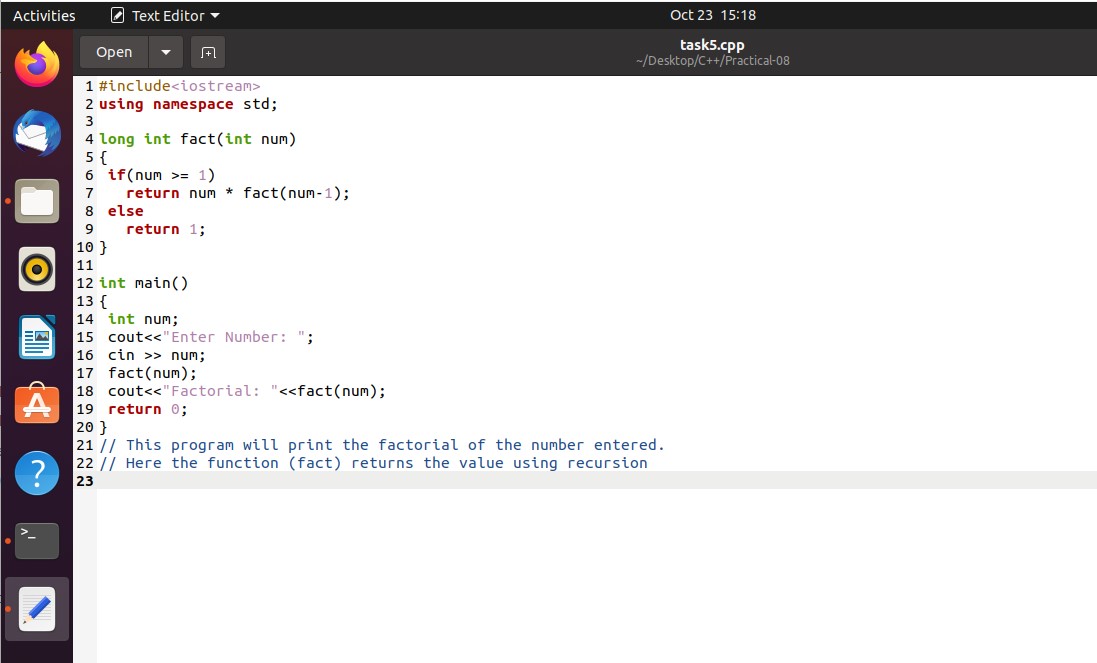 Activities Text Editor Oct 23 15:18
Open task5.cpp
~/Desktop/C++/Practical-08
1 #include<iostream>
2 using namespace std;
3
4 long int fact(int num)
5 {
6  if(num >= 1)
7    return num * fact(num-1);
8  else
9    return 1;
10 }
11
12 int main()
13 {
14  int num;
15  cout<<"Enter Number: ";
16  cin >> num;
17  fact(num);
18  cout<<"Factorial: "<<fact(num);
19  return 0;
20 }
21 // This program will print the factorial of the number entered.
22 // Here the function (fact) returns the value using recursion
23